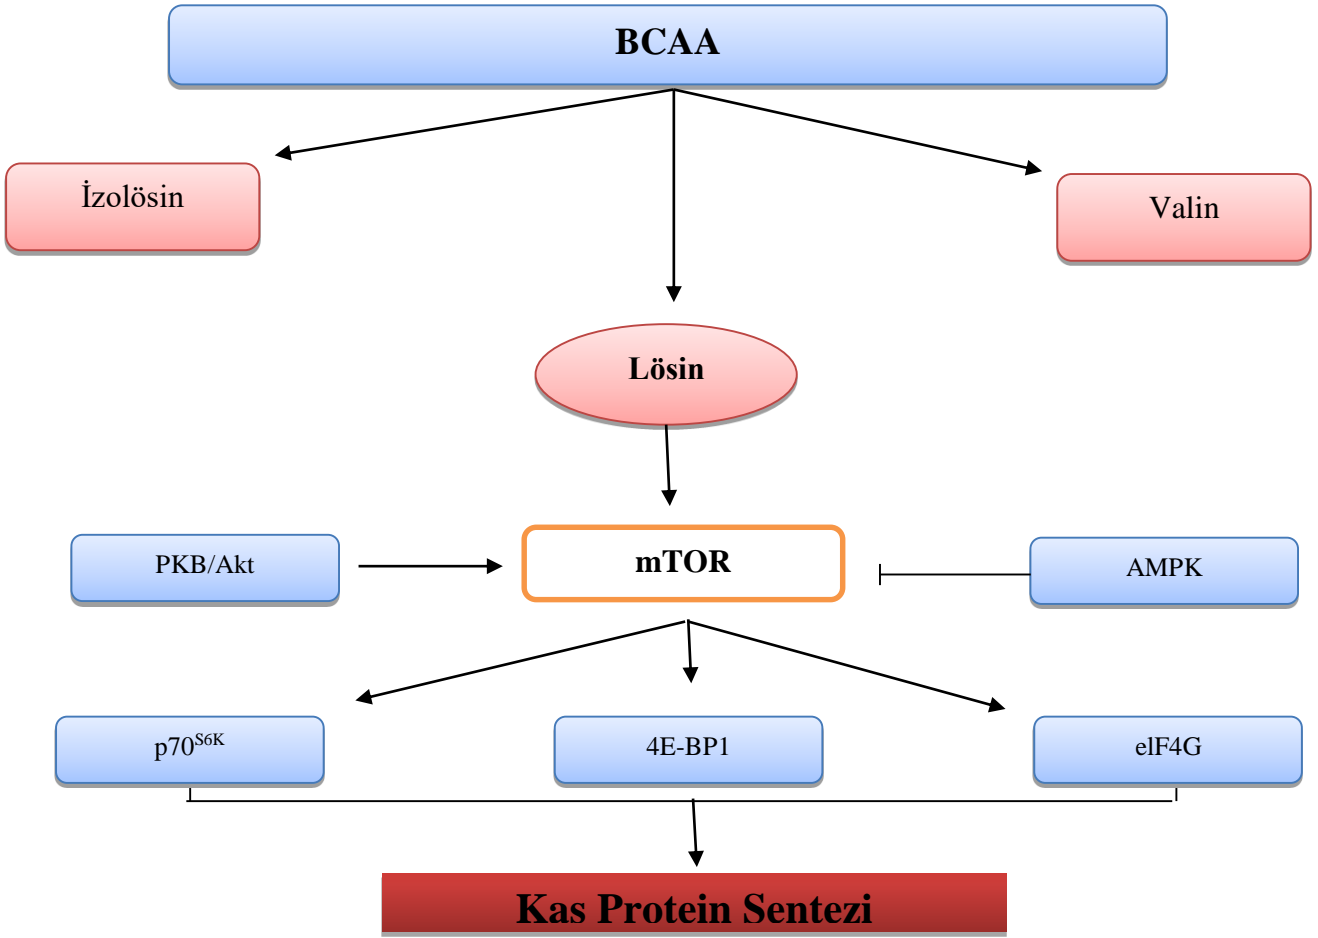 BCAA
İzolösin
Valin
Lösin
PKB/Akt
mTOR
AMPK
p70S6K
4E-BP1
elF4G
Kas Protein Sentezi